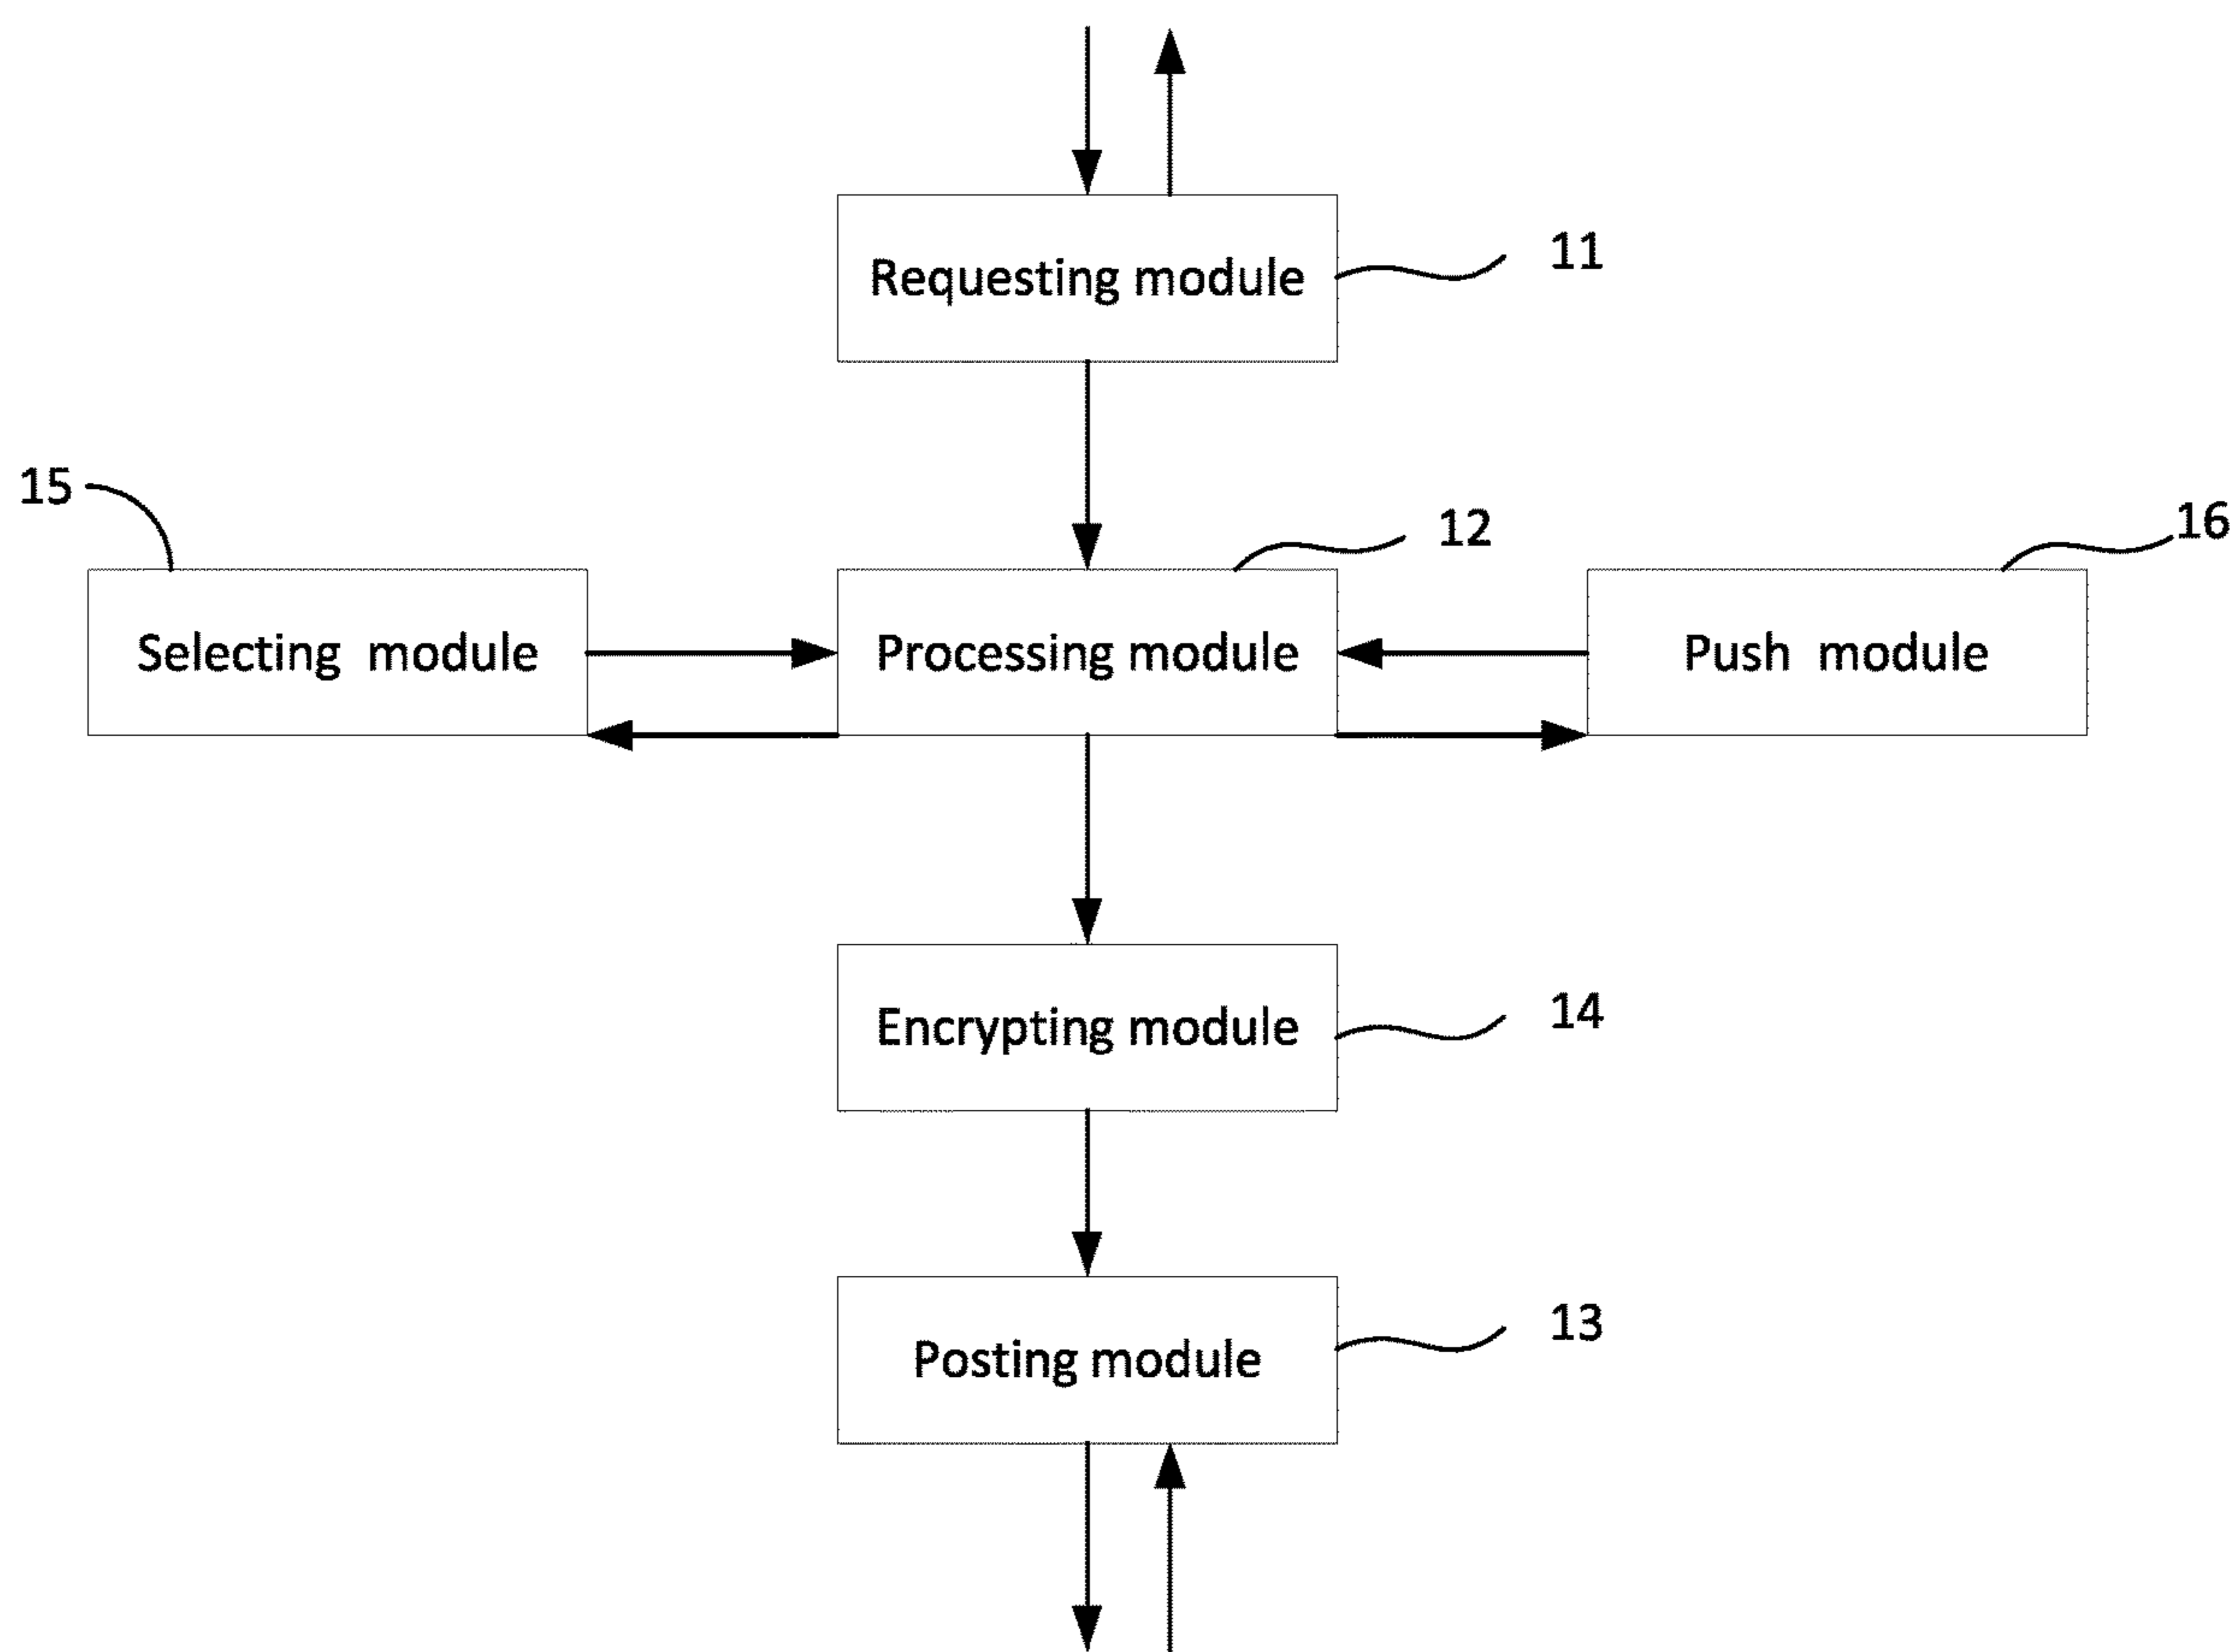 Requesting module
11
15
12
16
Selecting module
Processing module
Push module
Encrypting module
14
Posting module
13